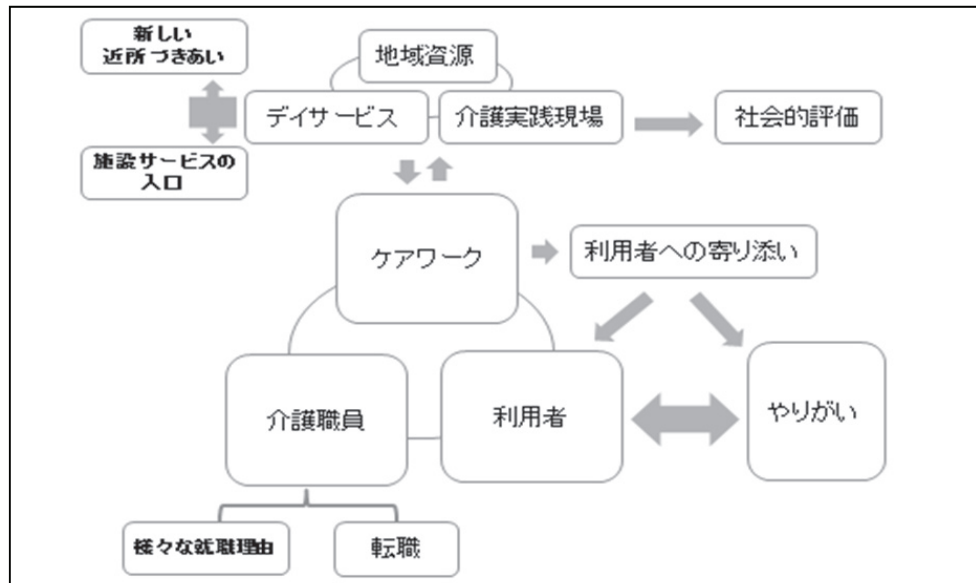 新しい
近所づきあい
地域資源
デイサービス
介護実践現場
社会的評価
施設サービスの
入口
ケアワーク
利用者への寄り添い
介護職員
利用者
やりがい
様々な就職理由
転職